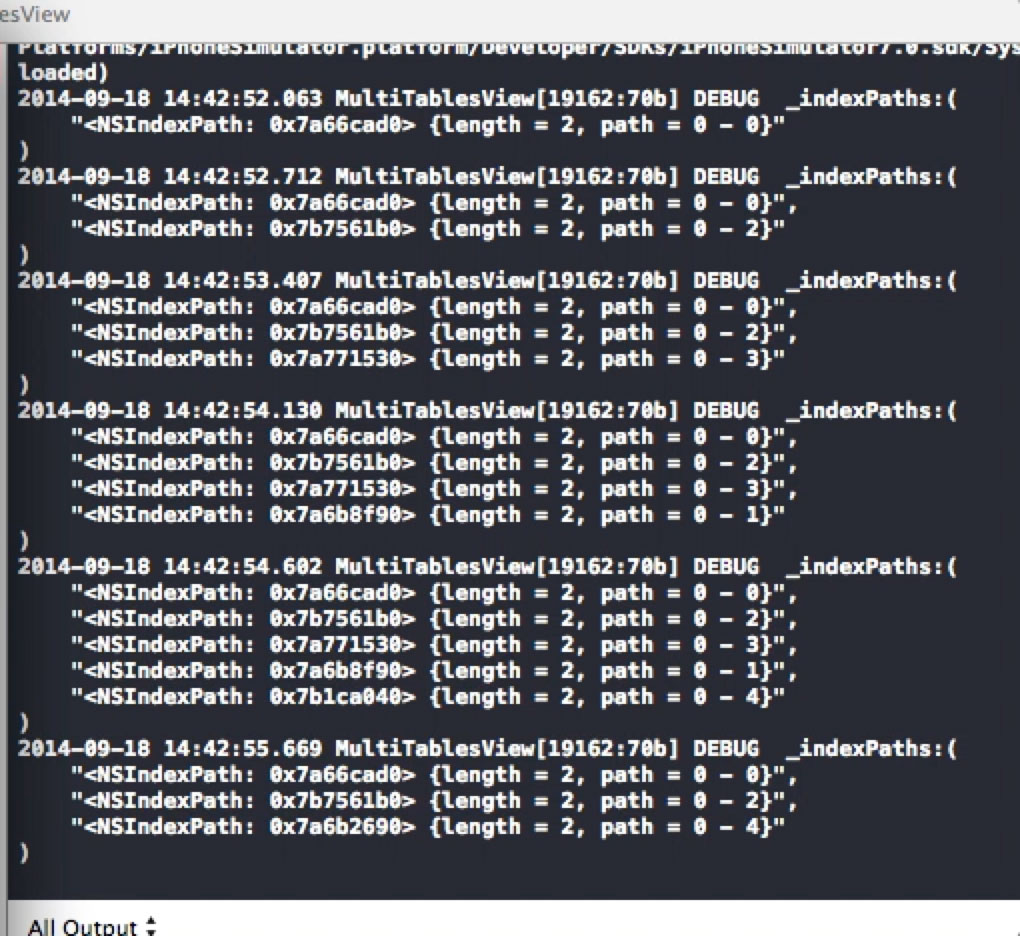 esView
Platforms/iPhoneSimulator.platform/Developer/SDKs/iPhoneSimulator7.0.sdk/Sys
loaded)
2014-09-18 14:42:52.063 MultiTablesView[19162:70b] DEBUG  _indexPaths:(
    "<NSIndexPath: 0x7a66cad0> {length = 2, path = 0 - 0}"
)
2014-09-18 14:42:52.712 MultiTablesView[19162:70b] DEBUG  _indexPaths:(
    "<NSIndexPath: 0x7a66cad0> {length = 2, path = 0 - 0}",
    "<NSIndexPath: 0x7b7561b0> {length = 2, path = 0 - 2}"
)
2014-09-18 14:42:53.407 MultiTablesView[19162:70b] DEBUG  _indexPaths:(
    "<NSIndexPath: 0x7a66cad0> {length = 2, path = 0 - 0}",
    "<NSIndexPath: 0x7b7561b0> {length = 2, path = 0 - 2}",
    "<NSIndexPath: 0x7a771530> {length = 2, path = 0 - 3}"
)
2014-09-18 14:42:54.130 MultiTablesView[19162:70b] DEBUG  _indexPaths:(
    "<NSIndexPath: 0x7a66cad0> {length = 2, path = 0 - 0}",
    "<NSIndexPath: 0x7b7561b0> {length = 2, path = 0 - 2}",
    "<NSIndexPath: 0x7a771530> {length = 2, path = 0 - 3}",
    "<NSIndexPath: 0x7a6b8f90> {length = 2, path = 0 - 1}"
)
2014-09-18 14:42:54.602 MultiTablesView[19162:70b] DEBUG  _indexPaths:(
    "<NSIndexPath: 0x7a66cad0> {length = 2, path = 0 - 0}",
    "<NSIndexPath: 0x7b7561b0> {length = 2, path = 0 - 2}",
    "<NSIndexPath: 0x7a771530> {length = 2, path = 0 - 3}",
    "<NSIndexPath: 0x7a6b8f90> {length = 2, path = 0 - 1}",
    "<NSIndexPath: 0x7b1ca040> {length = 2, path = 0 - 4}"
)
2014-09-18 14:42:55.669 MultiTablesView[19162:70b] DEBUG  _indexPaths:(
    "<NSIndexPath: 0x7a66cad0> {length = 2, path = 0 - 0}",
    "<NSIndexPath: 0x7b7561b0> {length = 2, path = 0 - 2}",
    "<NSIndexPath: 0x7a6b2690> {length = 2, path = 0 - 4}"
)
All Output